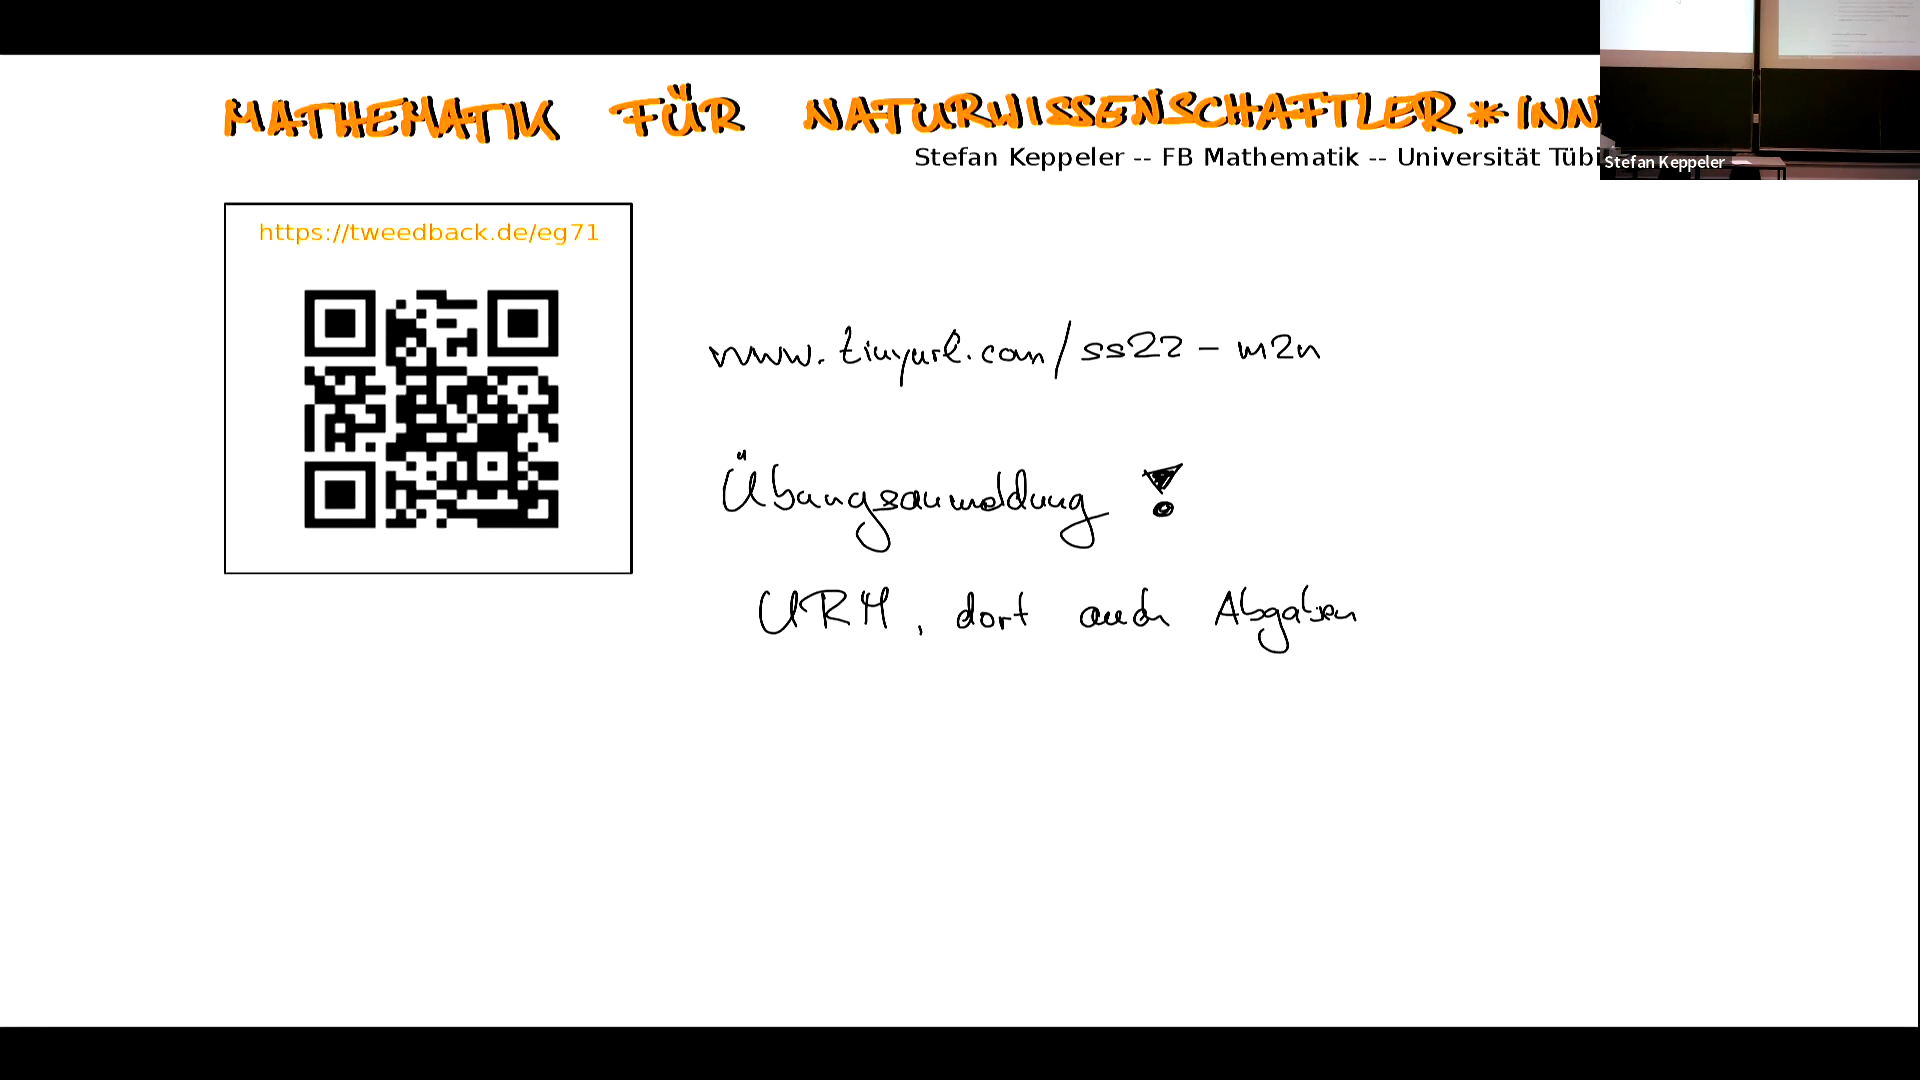 MATHEMATIK FÜR NATURWISSENSCHAFTLER*INN
Stefan Keppeler -- FB Mathematik -- Universität Tübi
Stefan Keppeler
https://tweedback.de/eg71
www.tinyurl.com/ss22-m2n
Übungsanmeldung !
URM, dort auch Abgaben